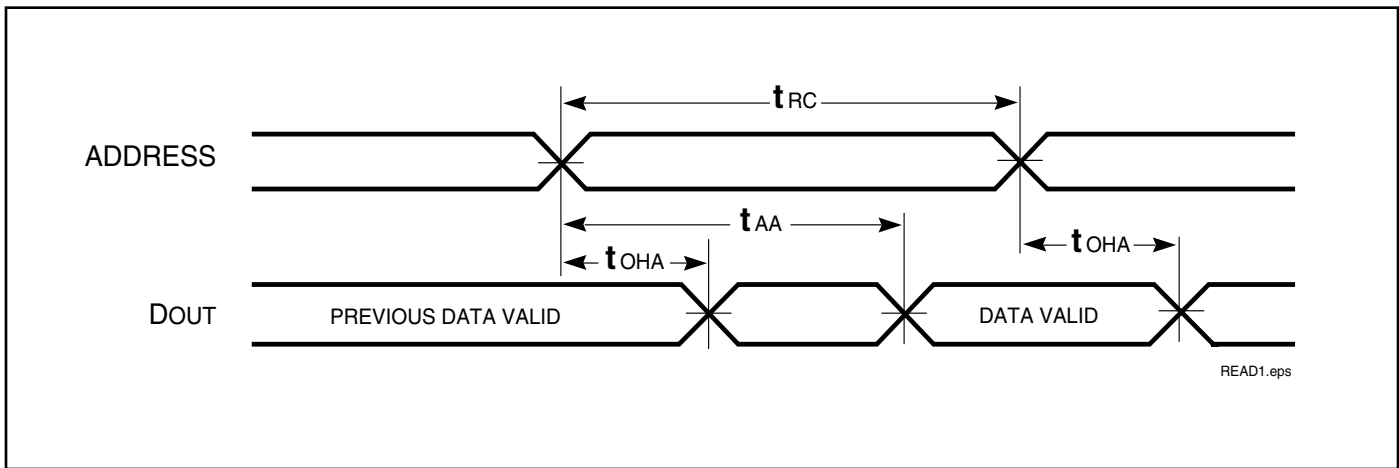 tRC
ADDRESS
tAA
tOHA
tOHA
DOUT
PREVIOUS DATA VALID
DATA VALID
READ1.eps